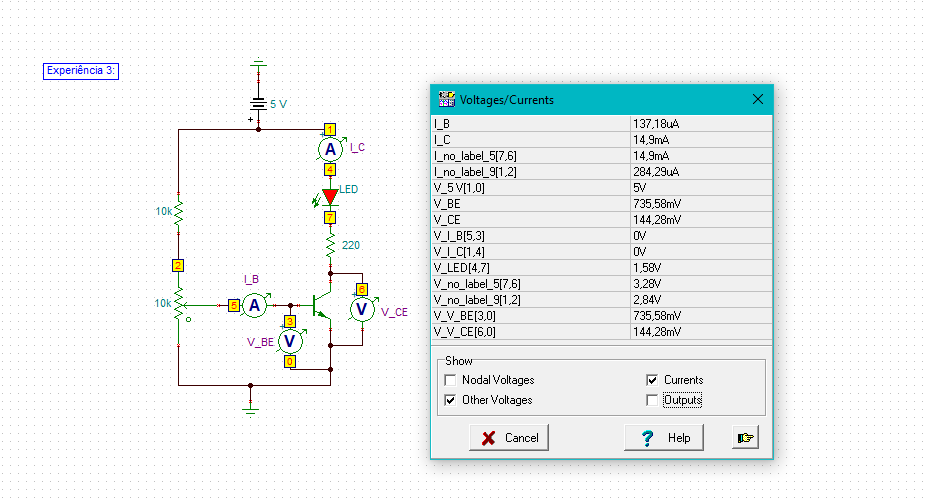 Experiência 3:
5 V
+
1
+
A
I_C
4
LED
7
10k
220
2
I_B
10k
5
A
6
+
V
V_CE
3
+
V_BE
V
0
Voltages/Currents
I_B 137,18uA
I_C 14,9mA
I_no_label_5[7,6] 14,9mA
I_no_label_9[1,2] 284,29uA
V_5 V[1,0] 5V
V_BE 735,58mV
V_CE 144,28mV
V_I_B[5,3] 0V
V_I_C[1,4] 0V
V_LED[4,7] 1,58V
V_no_label_5[7,6] 3,28V
V_no_label_9[1,2] 2,84V
V_V_BE[3,0] 735,58mV
V_V_CE[6,0] 144,28mV
Show
Nodal Voltages
Currents
Other Voltages
Outputs
Cancel
? Help